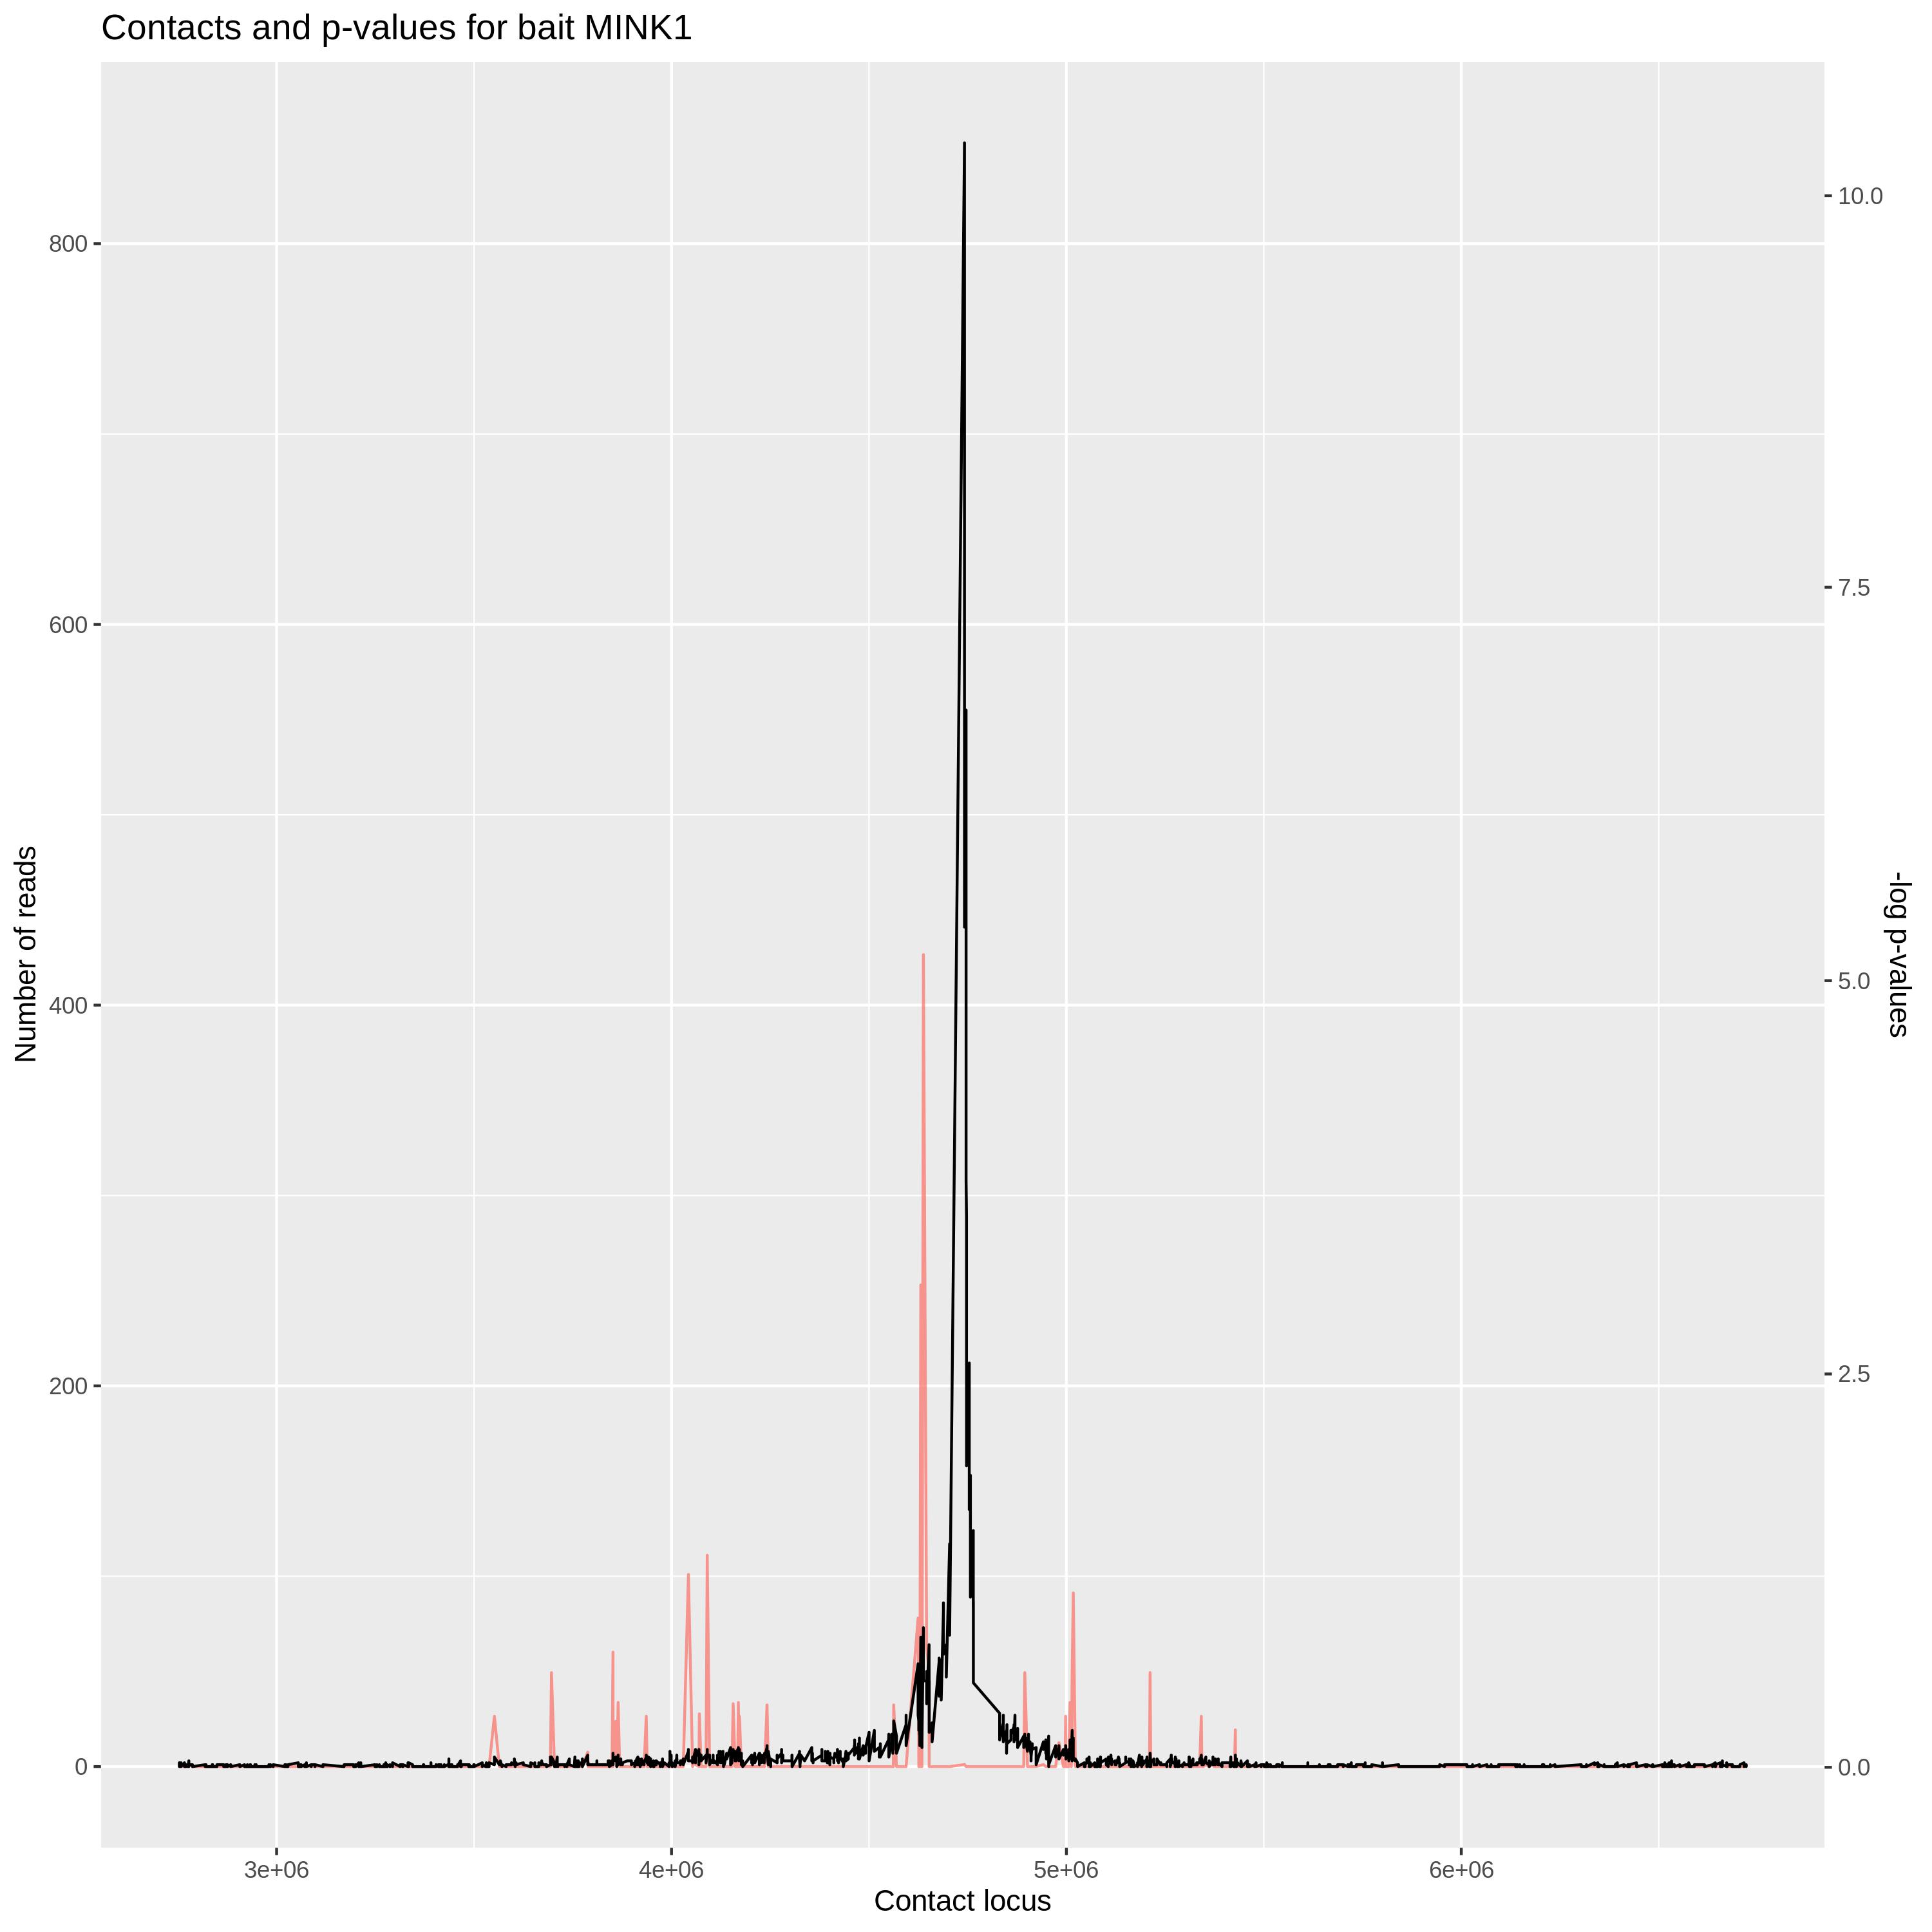 Contacts and p-values for bait MINK1
Number of reads
800
600
400
200
0
10.0
7.5
5.0
2.5
0.0
-log p-values
3e+06 4e+06 5e+06 6e+06
Contact locus